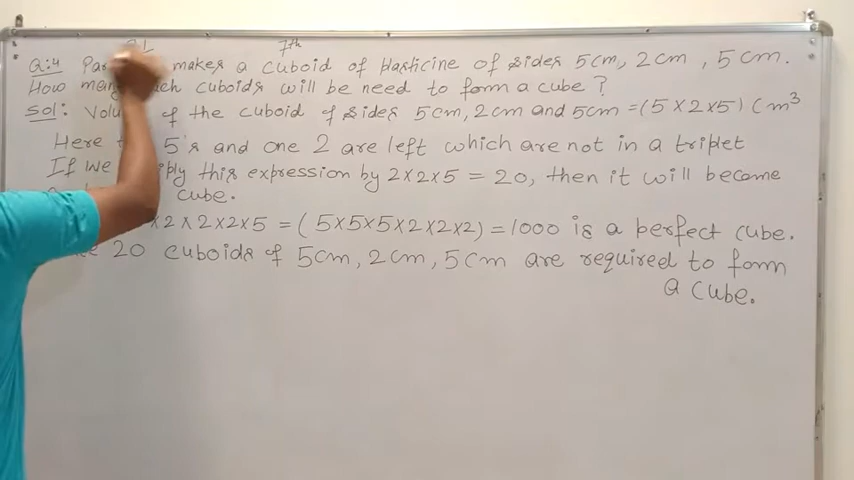 7th
Q:4 makes a cuboid of plasticine of sides 5cm, 2cm, 5cm.
How many cuboids will be need to form a cube?
Sol: of the cuboid of sides 5cm, 2cm and 5cm = (5×2×5) Cm³
Here 5's and one 2 are left which are not in a triplet
If we this expression by 2×2×5 = 20, then it will become
cube.
×2×2×2×5 = (5×5×5×2×2×2) = 1000 is a perfect cube.
20 cuboids of 5cm, 2cm, 5cm are required to form
a cube.